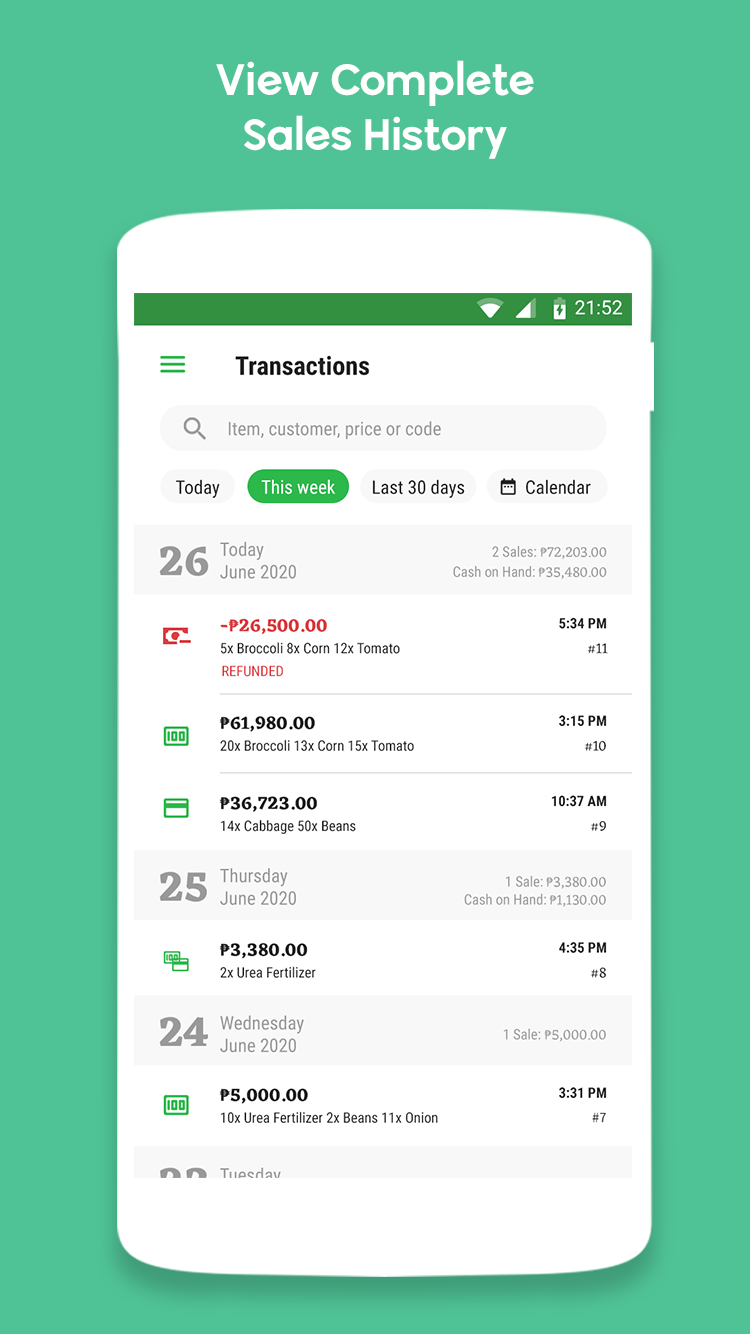 View Complete
Sales History
21:52
Transactions
Item, customer, price or code
Today This week Last 30 days Calendar
26 Today 2 Sales: ₱72,203.00
June 2020 Cash on Hand: ₱35,480.00
-₱26,500.00 5:34 PM
5x Broccoli 8x Corn 12x Tomato #11
REFUNDED
₱61,980.00 3:15 PM
100 20x Broccoli 13x Corn 15x Tomato #10
₱36,723.00 10:37 AM
14x Cabbage 50x Beans #9
25 Thursday 1 Sale: ₱3,380.00
June 2020 Cash on Hand: ₱1,130.00
₱3,380.00 4:35 PM
100 2x Urea Fertilizer #8
24 Wednesday 1 Sale: ₱5,000.00
June 2020
₱5,000.00 3:31 PM
100 10x Urea Fertilizer 2x Beans 11x Onion #7
Tuesday